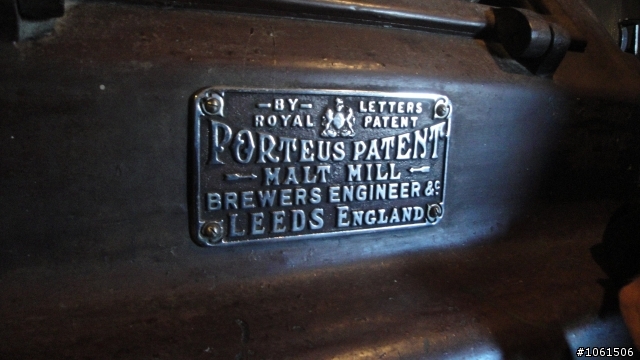 BY LETTERS
ROYAL PATENT
PORTEUS PATENT
MALT MILL
BREWERS ENGINEER &C
LEEDS ENGLAND
#1061506